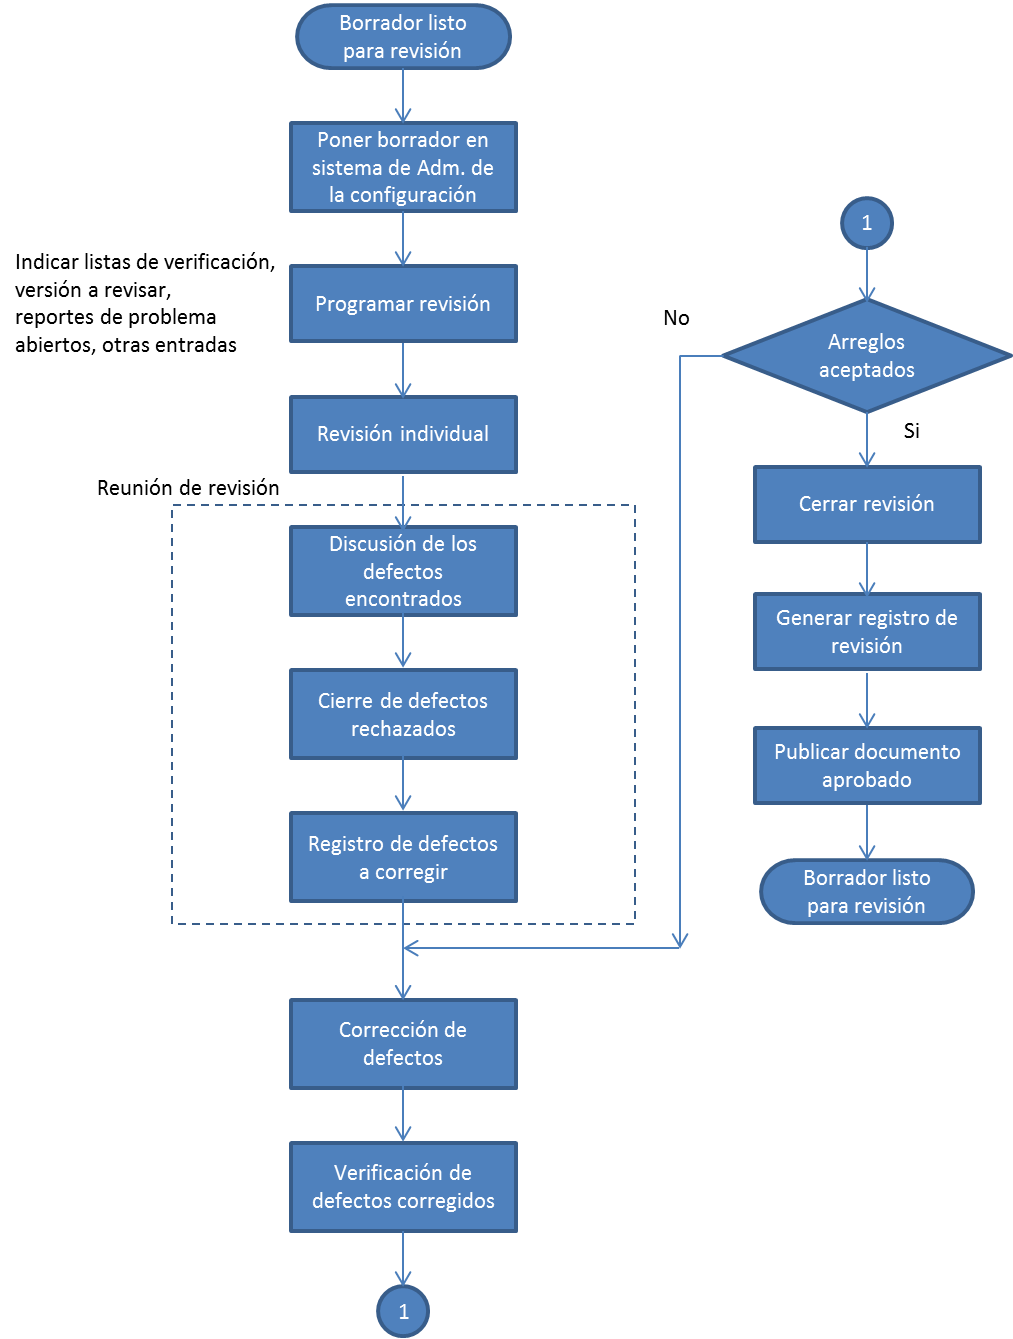 Borrador listo
para revisión
Poner borrador en
sistema de Adm. de
la configuración
Indicar listas de verificación,
versión a revisar,
reportes de problema
abiertos, otras entradas
Programar revisión
Revisión individual
Reunión de revisión
Discusión de los
defectos
encontrados
Cierre de defectos
rechazados
Registro de defectos
a corregir
Corrección de
defectos
Verificación de
defectos corregidos
1
1
Arreglos
aceptados
No
Si
Cerrar revisión
Generar registro de
revisión
Publicar documento
aprobado
Borrador listo
para revisión